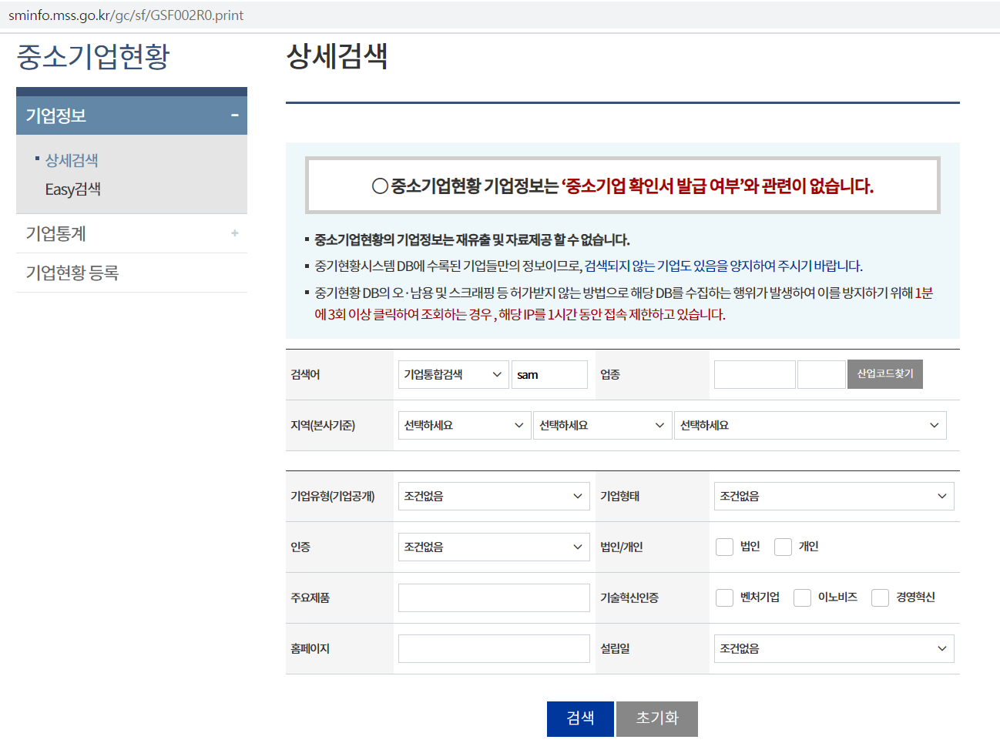 sminfo.mss.go.kr/gc/sf/GSF002R0.print
중소기업현황
상세검색
기업정보 -
상세검색
Easy검색
기업통계 +
기업현황 등록
○ 중소기업현황 기업정보는 ‘중소기업 확인서 발급 여부’와 관련이 없습니다.
중소기업현황의 기업정보는 재유출 및 자료제공 할 수 없습니다.
중기현황시스템 DB에 수록된 기업들만의 정보이므로, 검색되지 않는 기업도 있음을 양지하여 주시기 바랍니다.
중기현황 DB의 오·남용 및 스크래핑 등 허가받지 않는 방법으로 해당 DB를 수집하는 행위가 발생하여 이를 방지하기 위해 1분
에 3회 이상 클릭하여 조회하는 경우, 해당 IP를 1시간 동안 접속 제한하고 있습니다.
검색어 기업통합검색 sam 업종 산업코드찾기
지역(본사기준) 선택하세요 선택하세요 선택하세요
기업유형(기업공개) 조건없음 기업형태 조건없음
인증 조건없음 법인/개인 법인 개인
주요제품 기술혁신인증 벤처기업 이노비즈 경영혁신
홈페이지 설립일 조건없음
검색 초기화